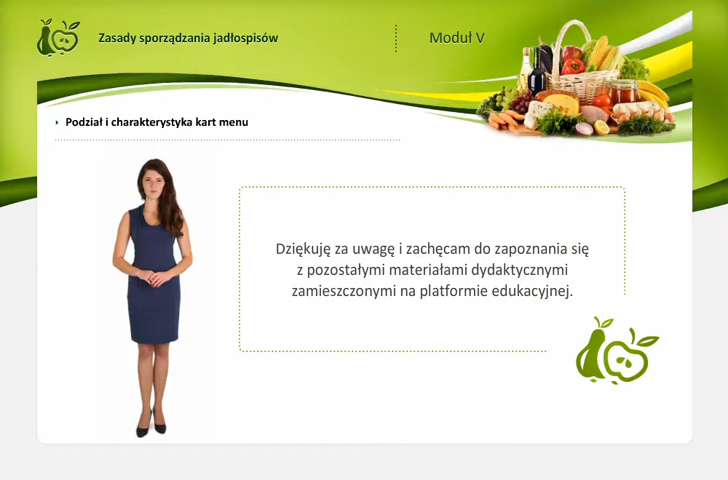 Zasady sporządzania jadłospisów
Moduł V
Podział i charakterystyka kart menu
Dziękuję za uwagę i zachęcam do zapoznania się
z pozostałymi materiałami dydaktycznymi
zamieszczonymi na platformie edukacyjnej.